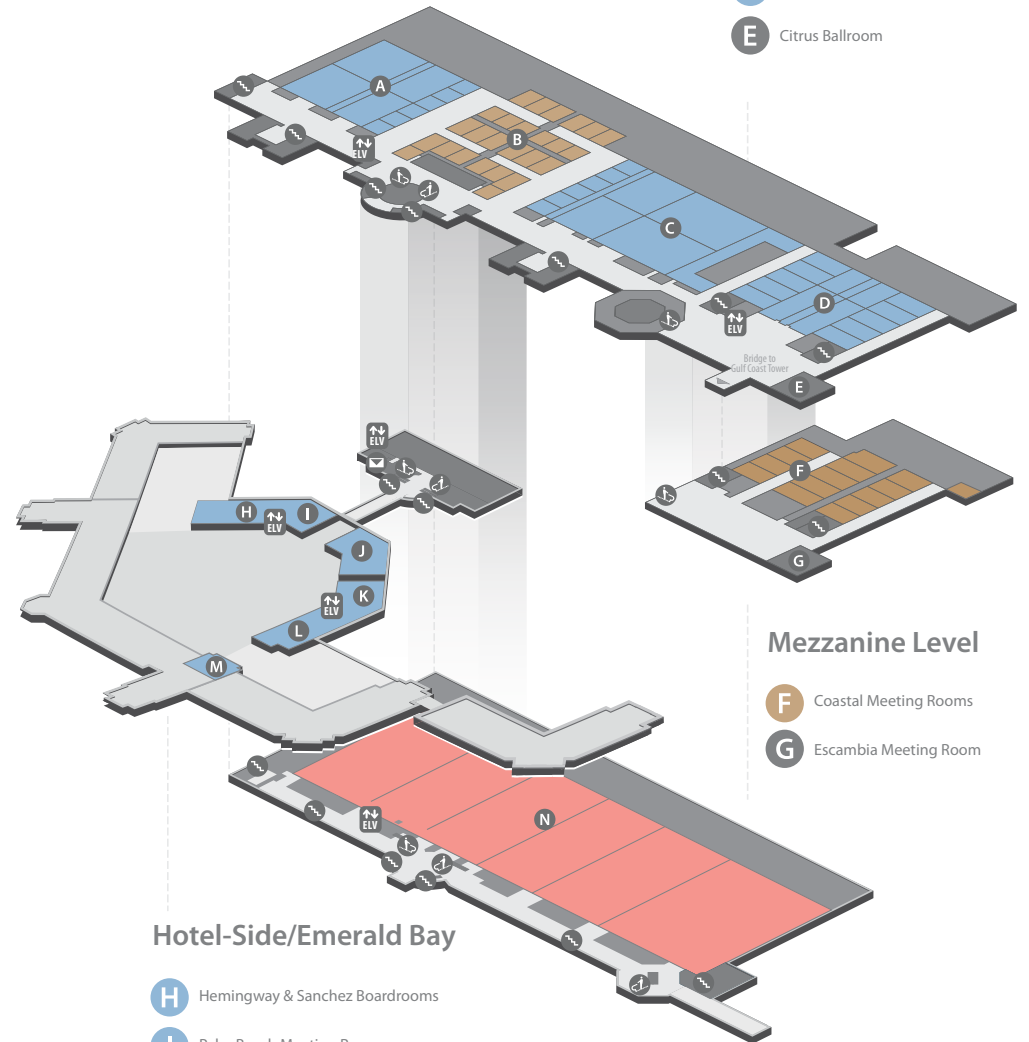 E Citrus Ballroom
A
B
ELV
C
D
ELV
Bridge to
Gulf Coast Tower
E
ELV
F
H
I
ELV
J
G
K
ELV
L
Mezzanine Level
M
F Coastal Meeting Rooms
G Escambia Meeting Room
N
ELV
Hotel-Side/Emerald Bay
H Hemingway & Sanchez Boardrooms